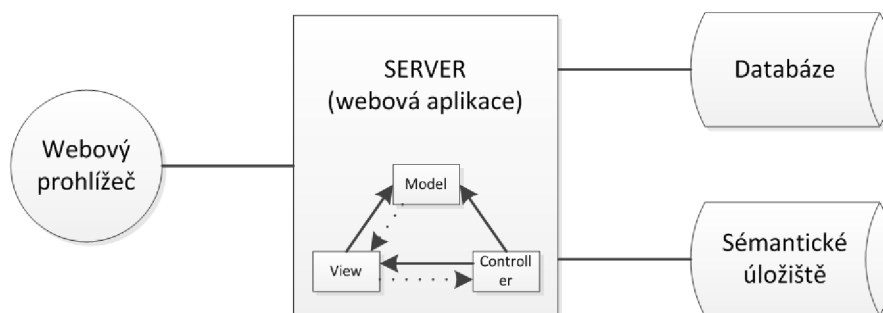 Webový
prohlížeč
SERVER
(webová aplikace)
Model
View
Controll
er
Databáze
Sémantické
úložiště